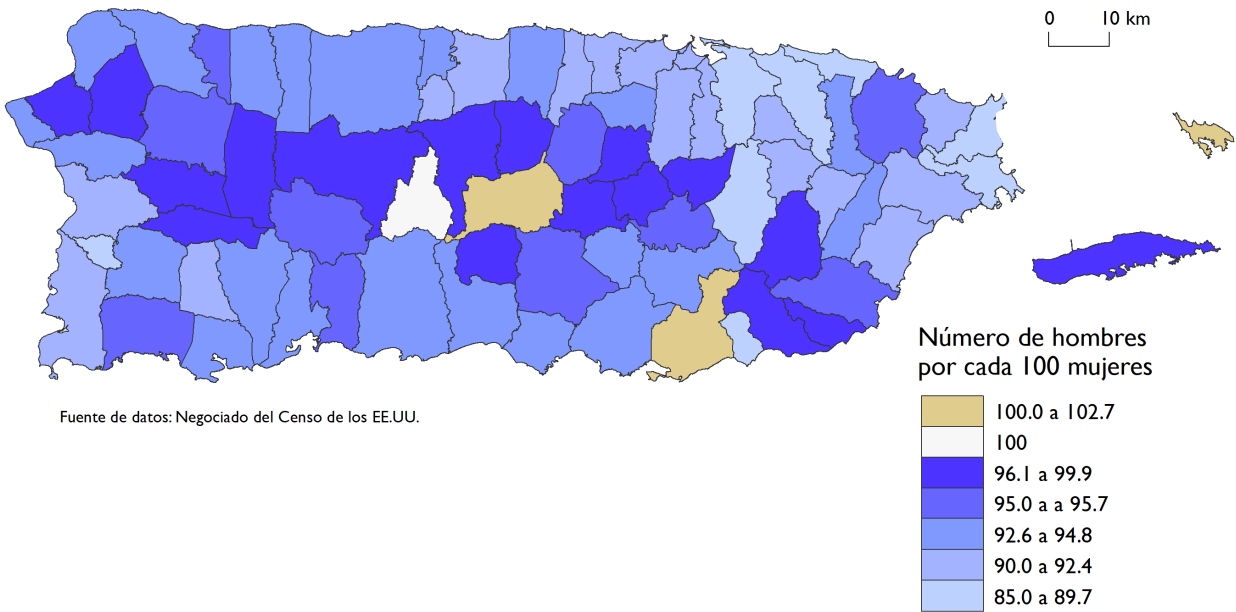 0 10 km
Número de hombres
por cada 100 mujeres
100.0 a 102.7
100
96.1 a 99.9
95.0 a a 95.7
92.6 a 94.8
90.0 a 92.4
85.0 a 89.7
Fuente de datos: Negociado del Censo de los EE.UU.